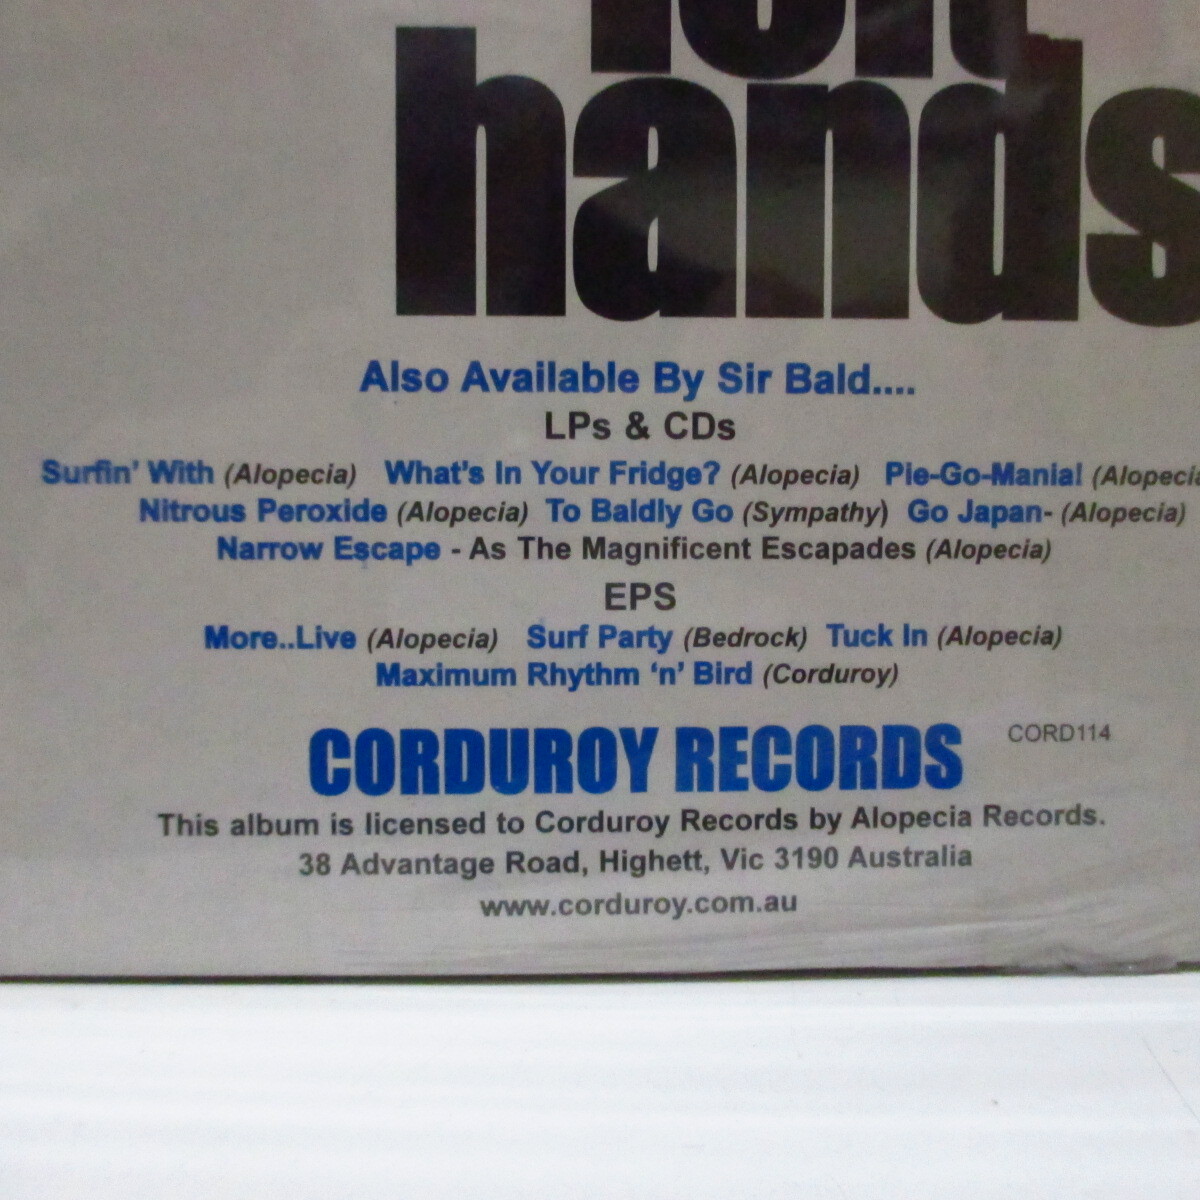 hands
Also Available By Sir Bald....
LPs & CDs
Surfin' With (Alopecia) What's In Your Fridge? (Alopecia) Pie-Go-Mania! (Alopecia
Nitrous Peroxide (Alopecia) To Baldly Go (Sympathy) Go Japan- (Alopecia)
Narrow Escape - As The Magnificent Escapades (Alopecia)
EPS
More..Live (Alopecia) Surf Party (Bedrock) Tuck In (Alopecia)
Maximum Rhythm 'n' Bird (Corduroy)
CORDUROY RECORDS CORD114
This album is licensed to Corduroy Records by Alopecia Records.
38 Advantage Road, Highett, Vic 3190 Australia
www.corduroy.com.au